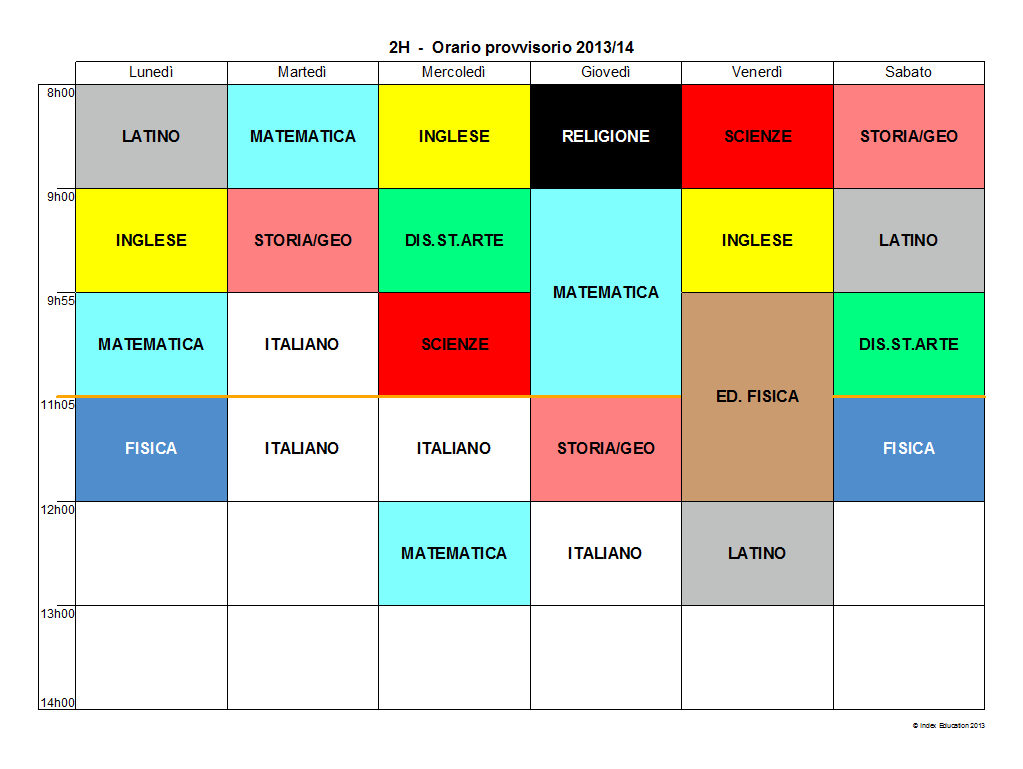 2H - Orario provvisorio 2013/14
Lunedì Martedì Mercoledì Giovedì Venerdì Sabato
8h00
LATINO MATEMATICA INGLESE RELIGIONE SCIENZE STORIA/GEO
9h00
INGLESE STORIA/GEO DIS.ST.ARTE INGLESE LATINO
MATEMATICA
9h55
MATEMATICA ITALIANO SCIENZE DIS.ST.ARTE
ED. FISICA
11h05
FISICA ITALIANO ITALIANO STORIA/GEO FISICA
12h00
MATEMATICA ITALIANO LATINO
13h00
14h00
© Index Education 2013